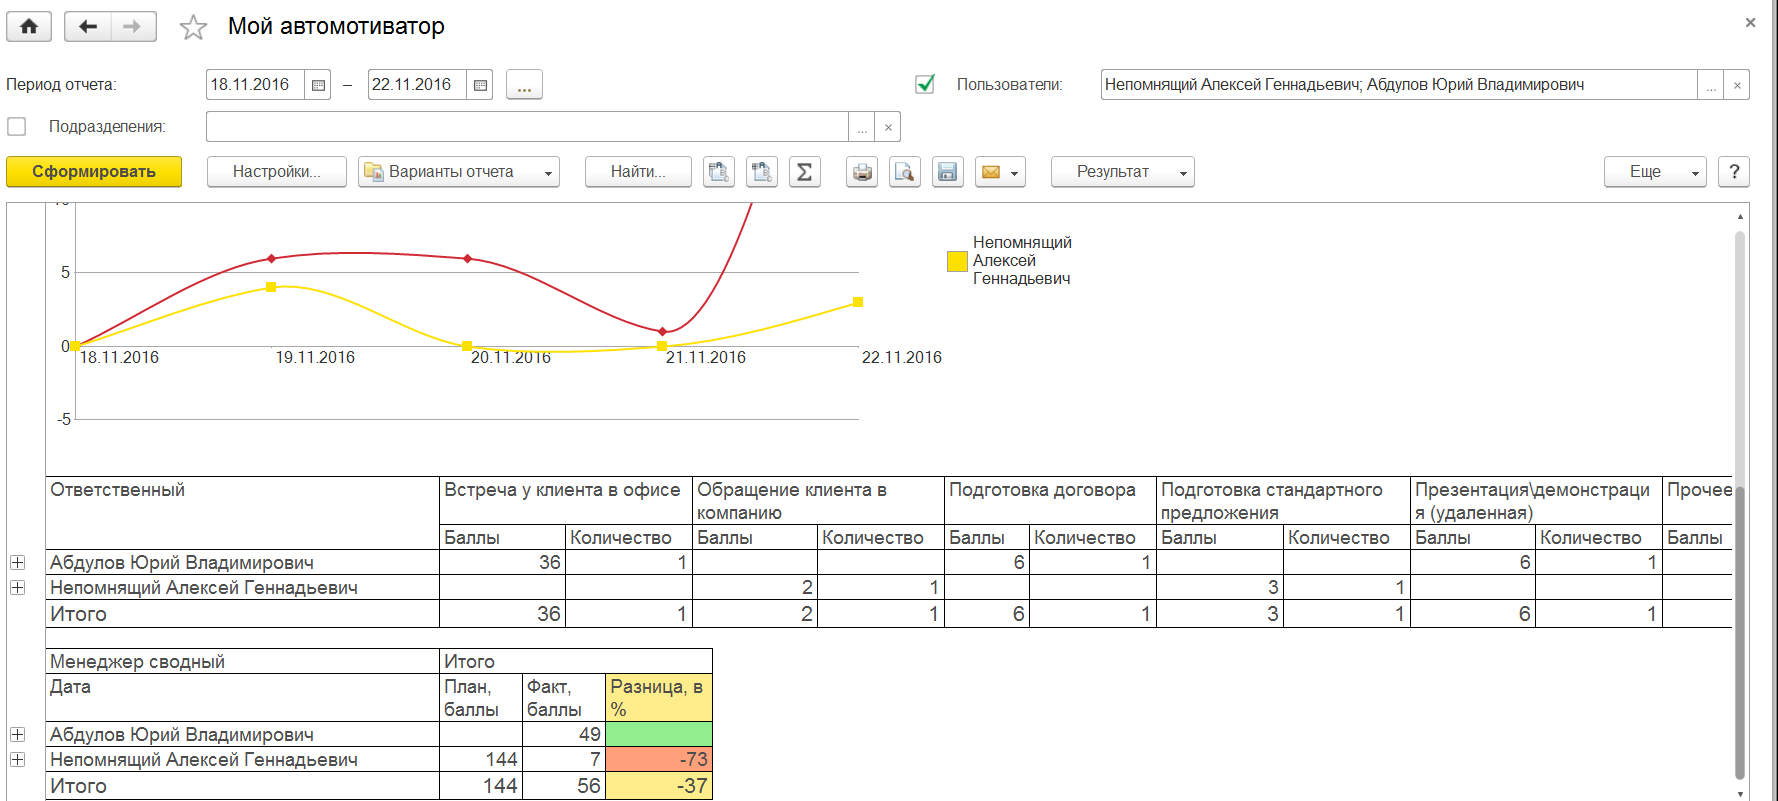 Мой автомотиватор
Период отчета: 18.11.2016 – 22.11.2016 ... Пользователи: Непомнящий Алексей Геннадьевич; Абдулов Юрий Владимирович ... ×
Подразделения: ... ×
Сформировать Настройки... Варианты отчета Найти... Σ Результат Еще ?
Непомнящий
Алексей
Геннадьевич
5
0
18.11.2016 19.11.2016 20.11.2016 21.11.2016 22.11.2016
-5
Ответственный Встреча у клиента в офисе Обращение клиента в компанию Подготовка договора Подготовка стандартного предложения Презентация\демонстрация (удаленная) Прочее
Баллы Количество Баллы Количество Баллы Количество Баллы Количество Баллы Количество Баллы
Абдулов Юрий Владимирович 36 1 6 1 6 1
Непомнящий Алексей Геннадьевич 2 1 3 1
Итого 36 1 2 1 6 1 3 1 6 1
Менеджер сводный Итого
Дата План, баллы Факт, баллы Разница, в %
Абдулов Юрий Владимирович 49
Непомнящий Алексей Геннадьевич 144 7 -73
Итого 144 56 -37